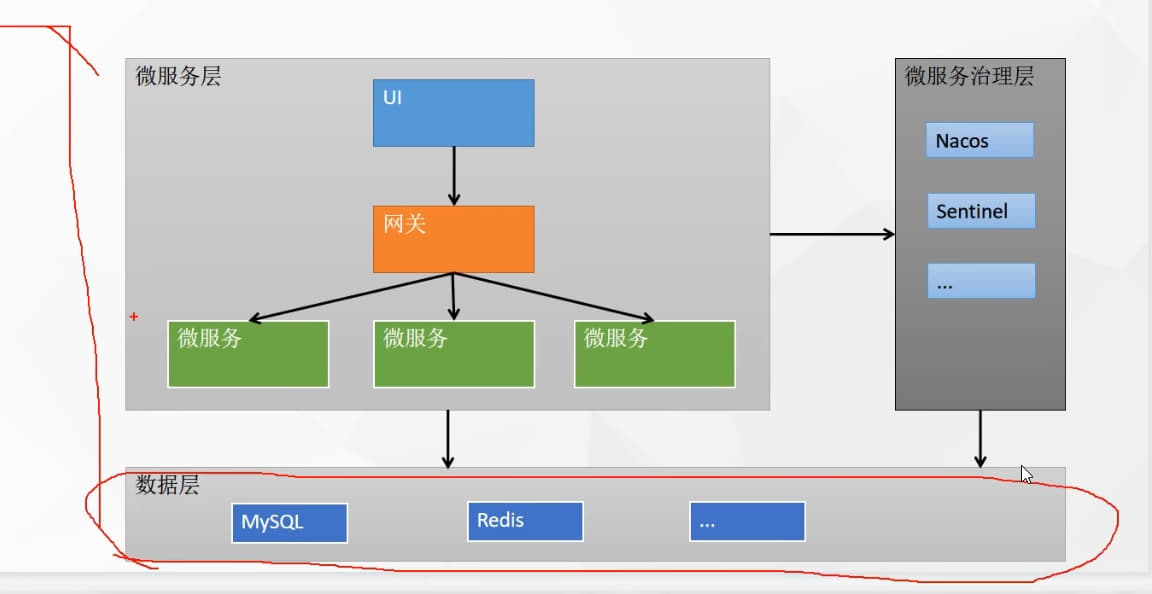 微服务层
UI
网关
微服务
微服务
微服务
微服务治理层
Nacos
Sentinel
...
数据层
MySQL
Redis
...